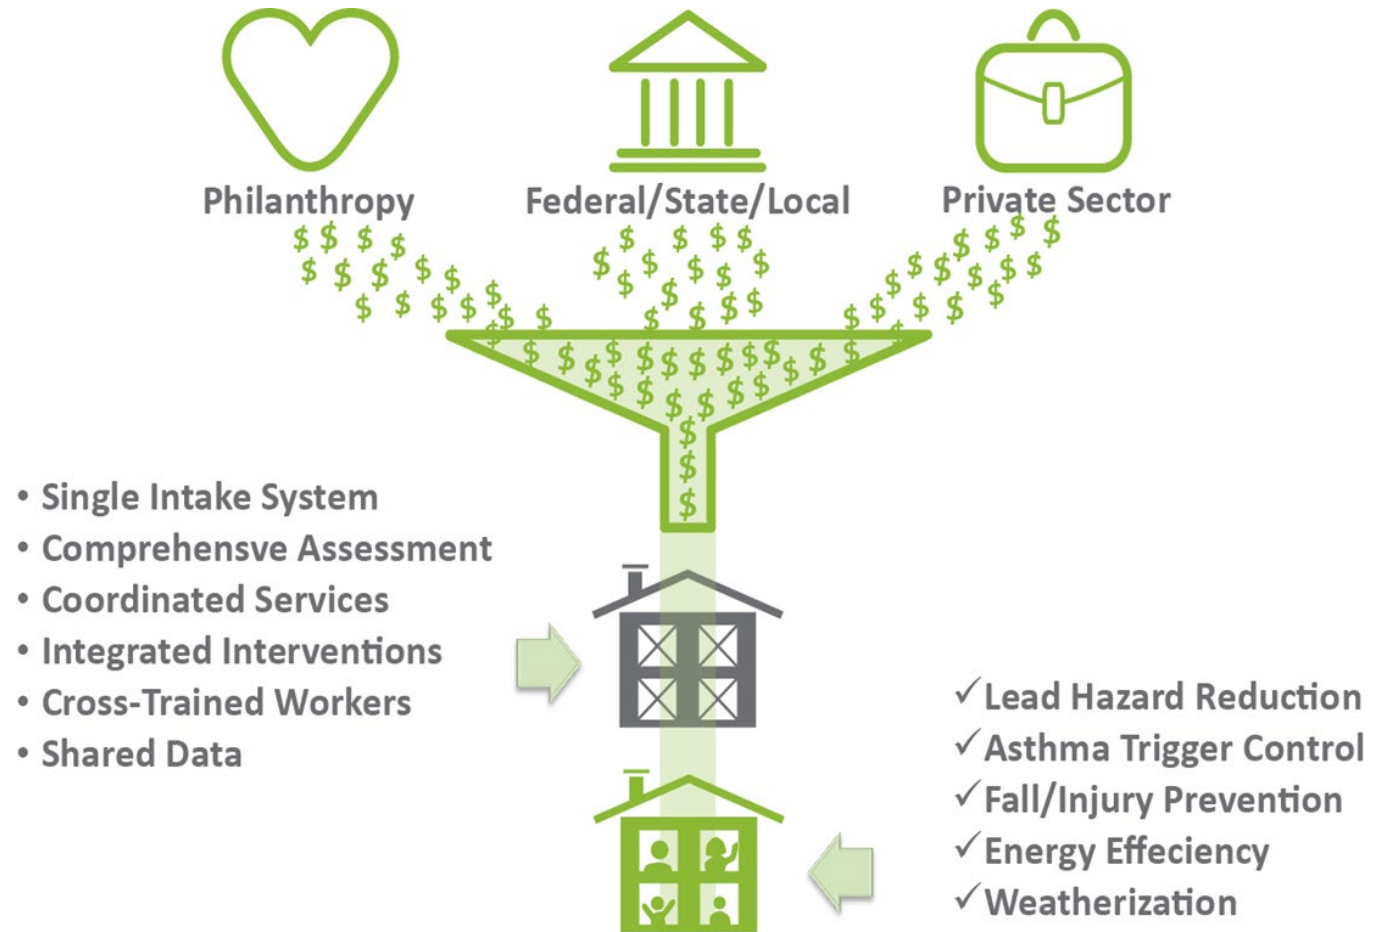 Philanthropy
Federal/State/Local
Private Sector
• Single Intake System
• Comprehensve Assessment
• Coordinated Services
• Integrated Interventions
• Cross-Trained Workers
• Shared Data
✓Lead Hazard Reduction
✓Asthma Trigger Control
✓Fall/Injury Prevention
✓Energy Effeciency
✓Weatherization